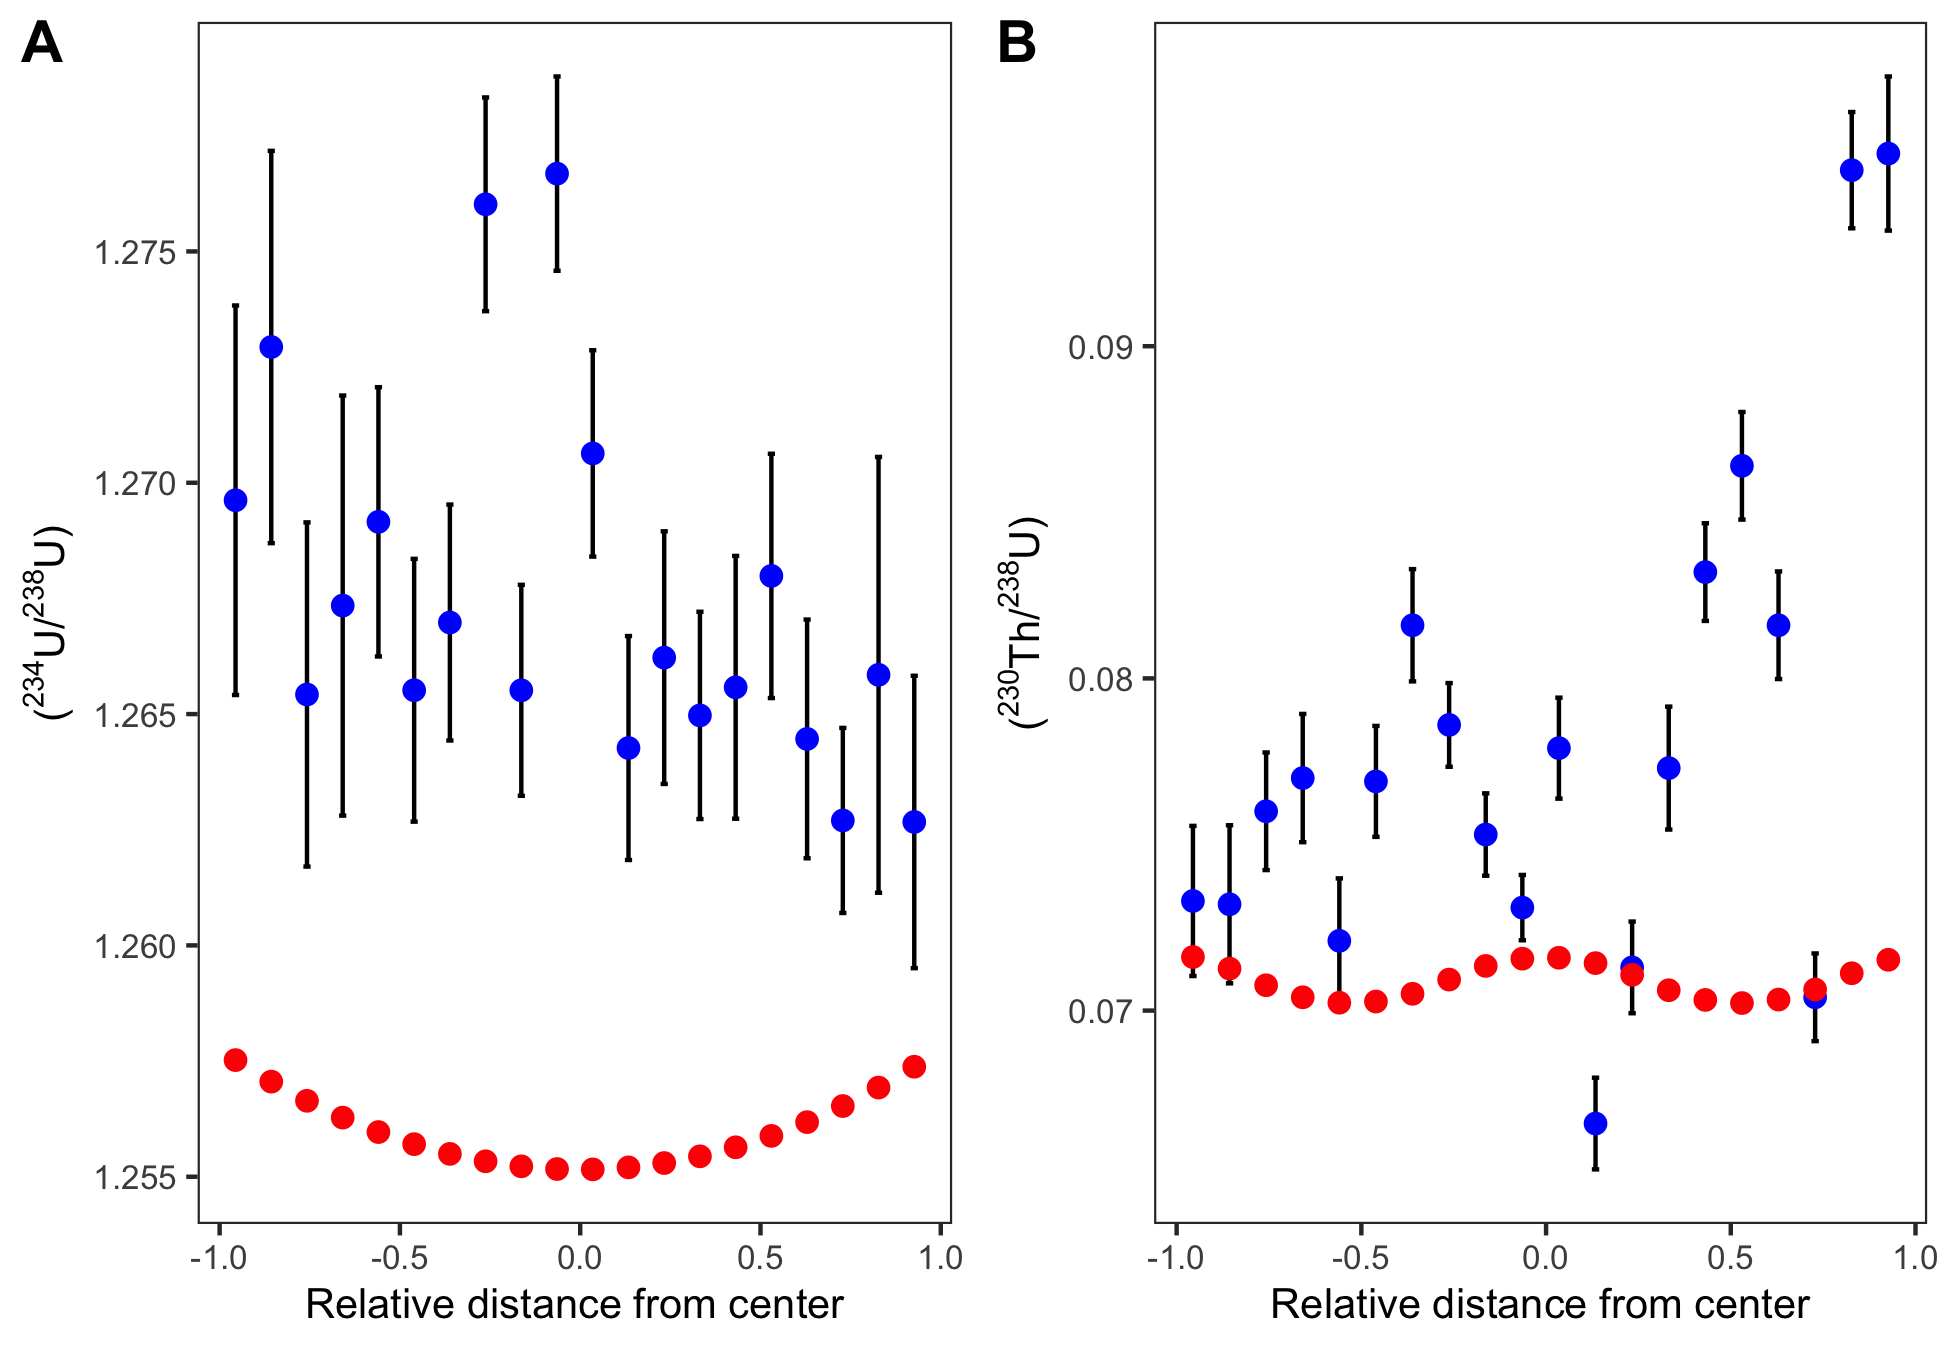 A
B
(²³⁴U/²³⁸U)
1.275
1.270
1.265
1.260
1.255
-1.0 -0.5 0.0 0.5 1.0
Relative distance from center
(²³⁰Th/²³⁸U)
0.09
0.08
0.07
-1.0 -0.5 0.0 0.5 1.0
Relative distance from center